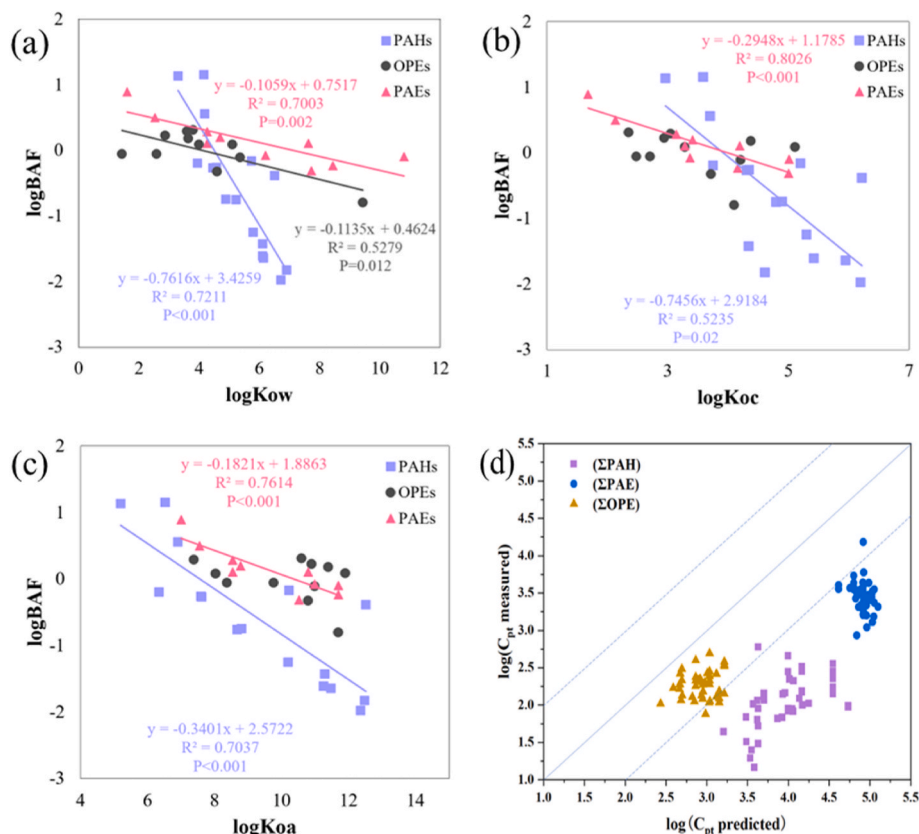 (a)
2
1
0
-1
-2
-3
logBAF
PAHs
OPEs
PAEs
y = -0.1059x + 0.7517
R² = 0.7003
P=0.002
y = -0.1135x + 0.4624
R² = 0.5279
P=0.012
y = -0.7616x + 3.4259
R² = 0.7211
P<0.001
0 2 4 6 8 10 12
logKow
(b)
2
1
0
-1
-2
-3
logBAF
y = -0.2948x + 1.1785
R² = 0.8026
P<0.001
PAHs
OPEs
PAEs
y = -0.7456x + 2.9184
R² = 0.5235
P=0.02
1 3 5 7
logKoc
(c)
2
1
0
-1
-2
-3
logBAF
y = -0.1821x + 1.8863
R² = 0.7614
P<0.001
PAHs
OPEs
PAEs
y = -0.3401x + 2.5722
R² = 0.7037
P<0.001
4 6 8 10 12 14
logKoa
(d)
5.5
5.0
4.5
4.0
3.5
3.0
2.5
2.0
1.5
1.0
log(Cpt measured)
(ΣPAH)
(ΣPAE)
(ΣOPE)
1.0 1.5 2.0 2.5 3.0 3.5 4.0 4.5 5.0 5.5
log (Cpt predicted)